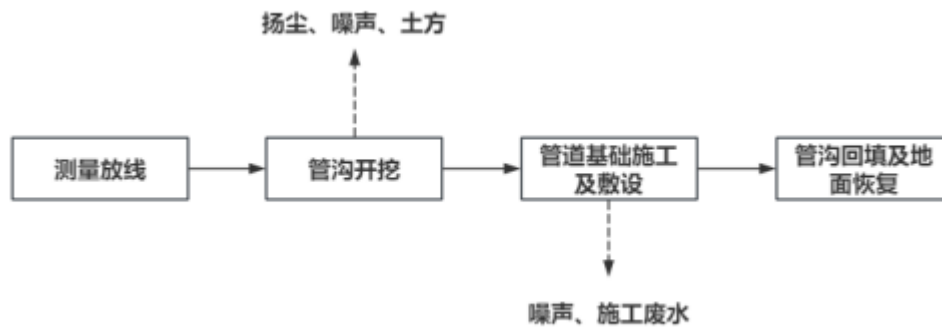 扬尘、噪声、土方
测量放线
管沟开挖
管道基础施工
及敷设
管沟回填及地
面恢复
噪声、施工废水